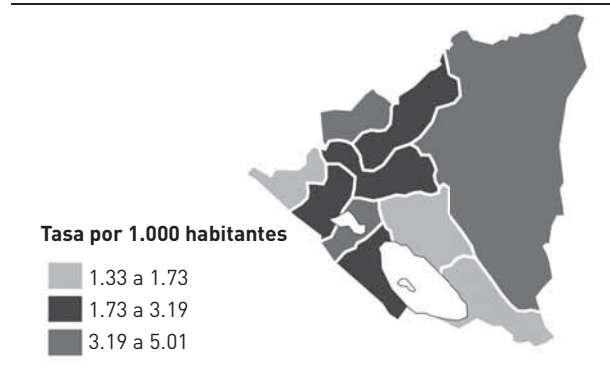 Tasa por 1.000 habitantes
1.33 a 1.73
1.73 a 3.19
3.19 a 5.01